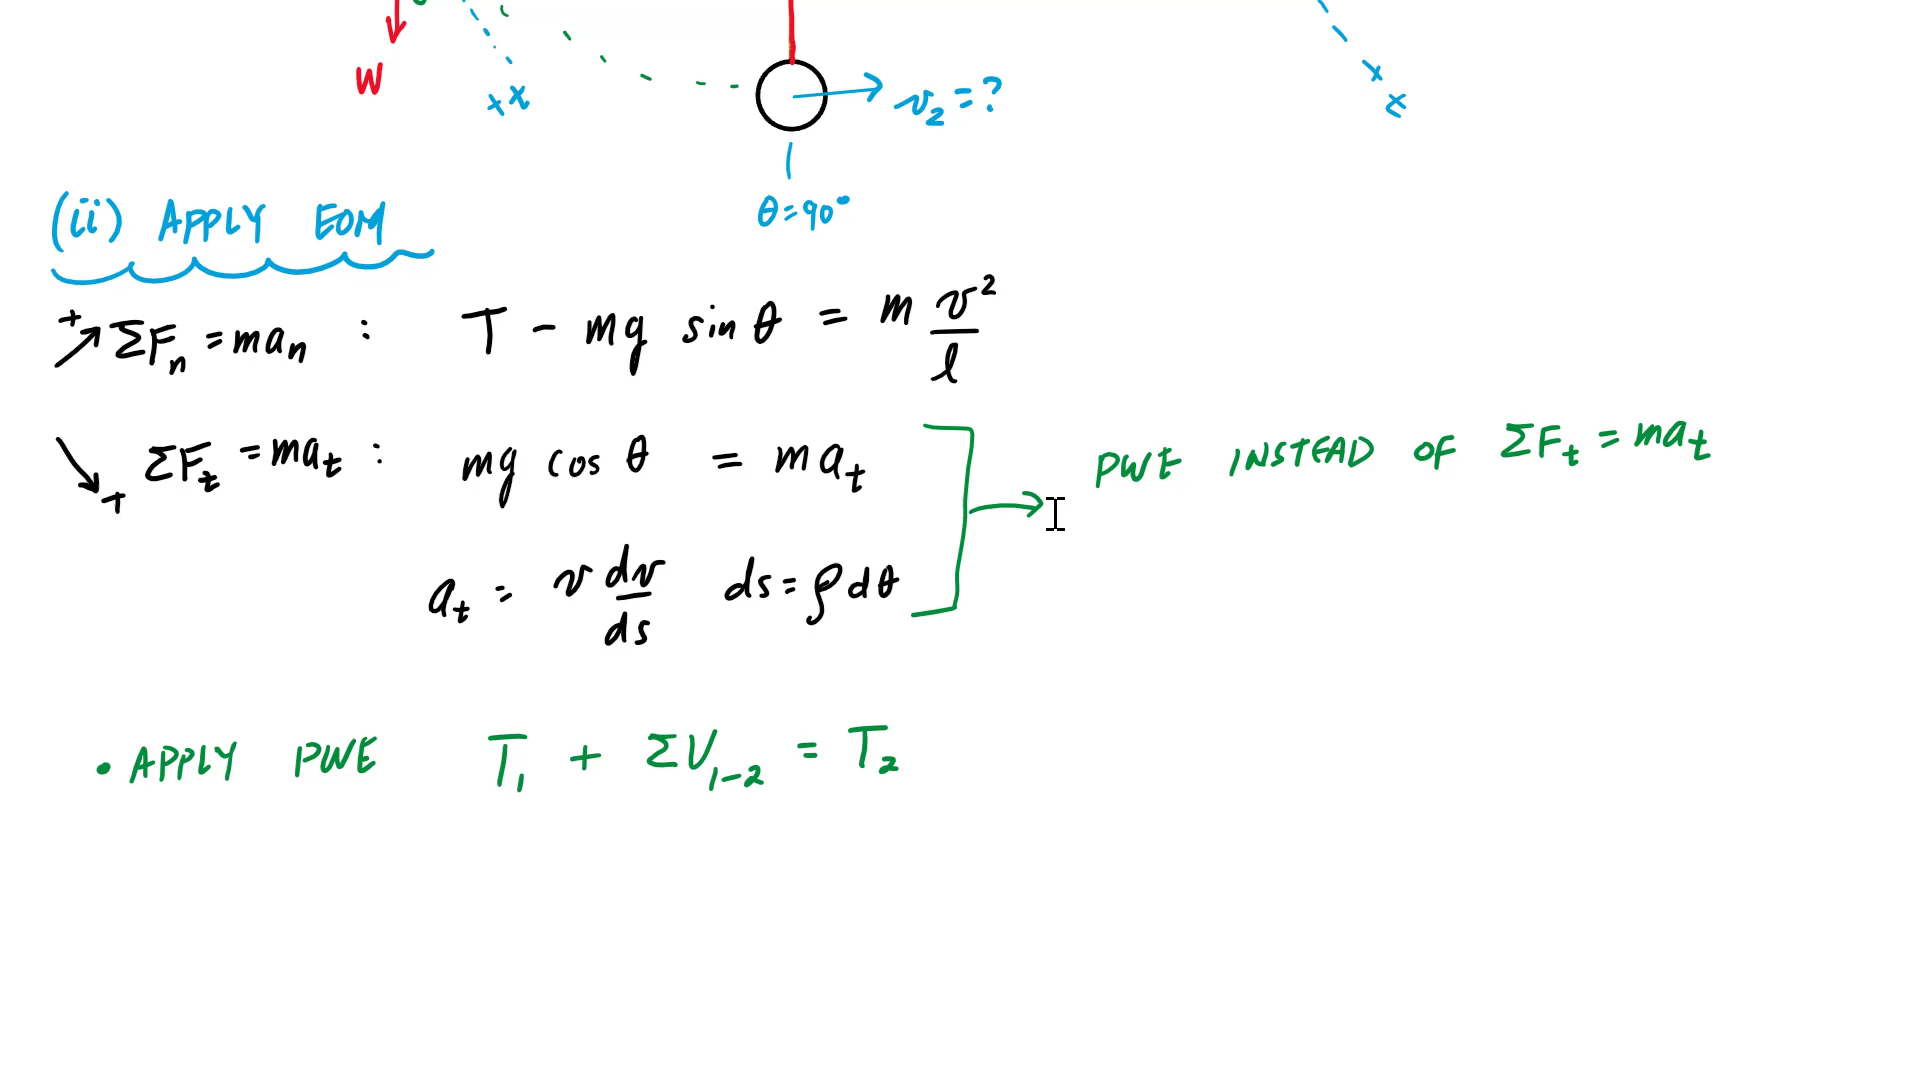 W
+x
v₂ = ?
x
θ = 90°
(ii) APPLY EOM
+ ΣFₙ = maₙ : T - mg sin θ = m v²/l
+ ΣFₜ = maₜ : mg cos θ = maₜ
PWE INSTEAD OF ΣFₜ = maₜ
aₜ = v dv/ds ds = ρdθ
• APPLY PWE T₁ + ΣU₁₋₂ = T₂